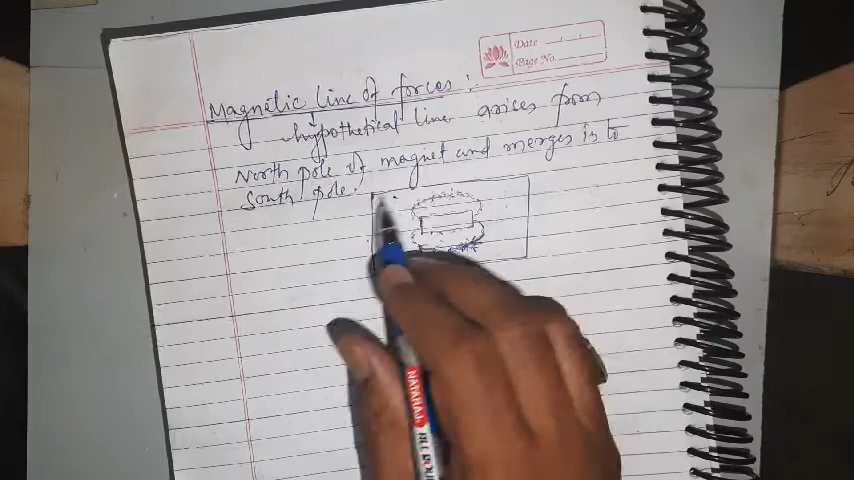 Date
Page No.
Magnetic line of forces :-
hypothetical line arises from
North pole of magnet and merges is to
South pole.
NATARAJ